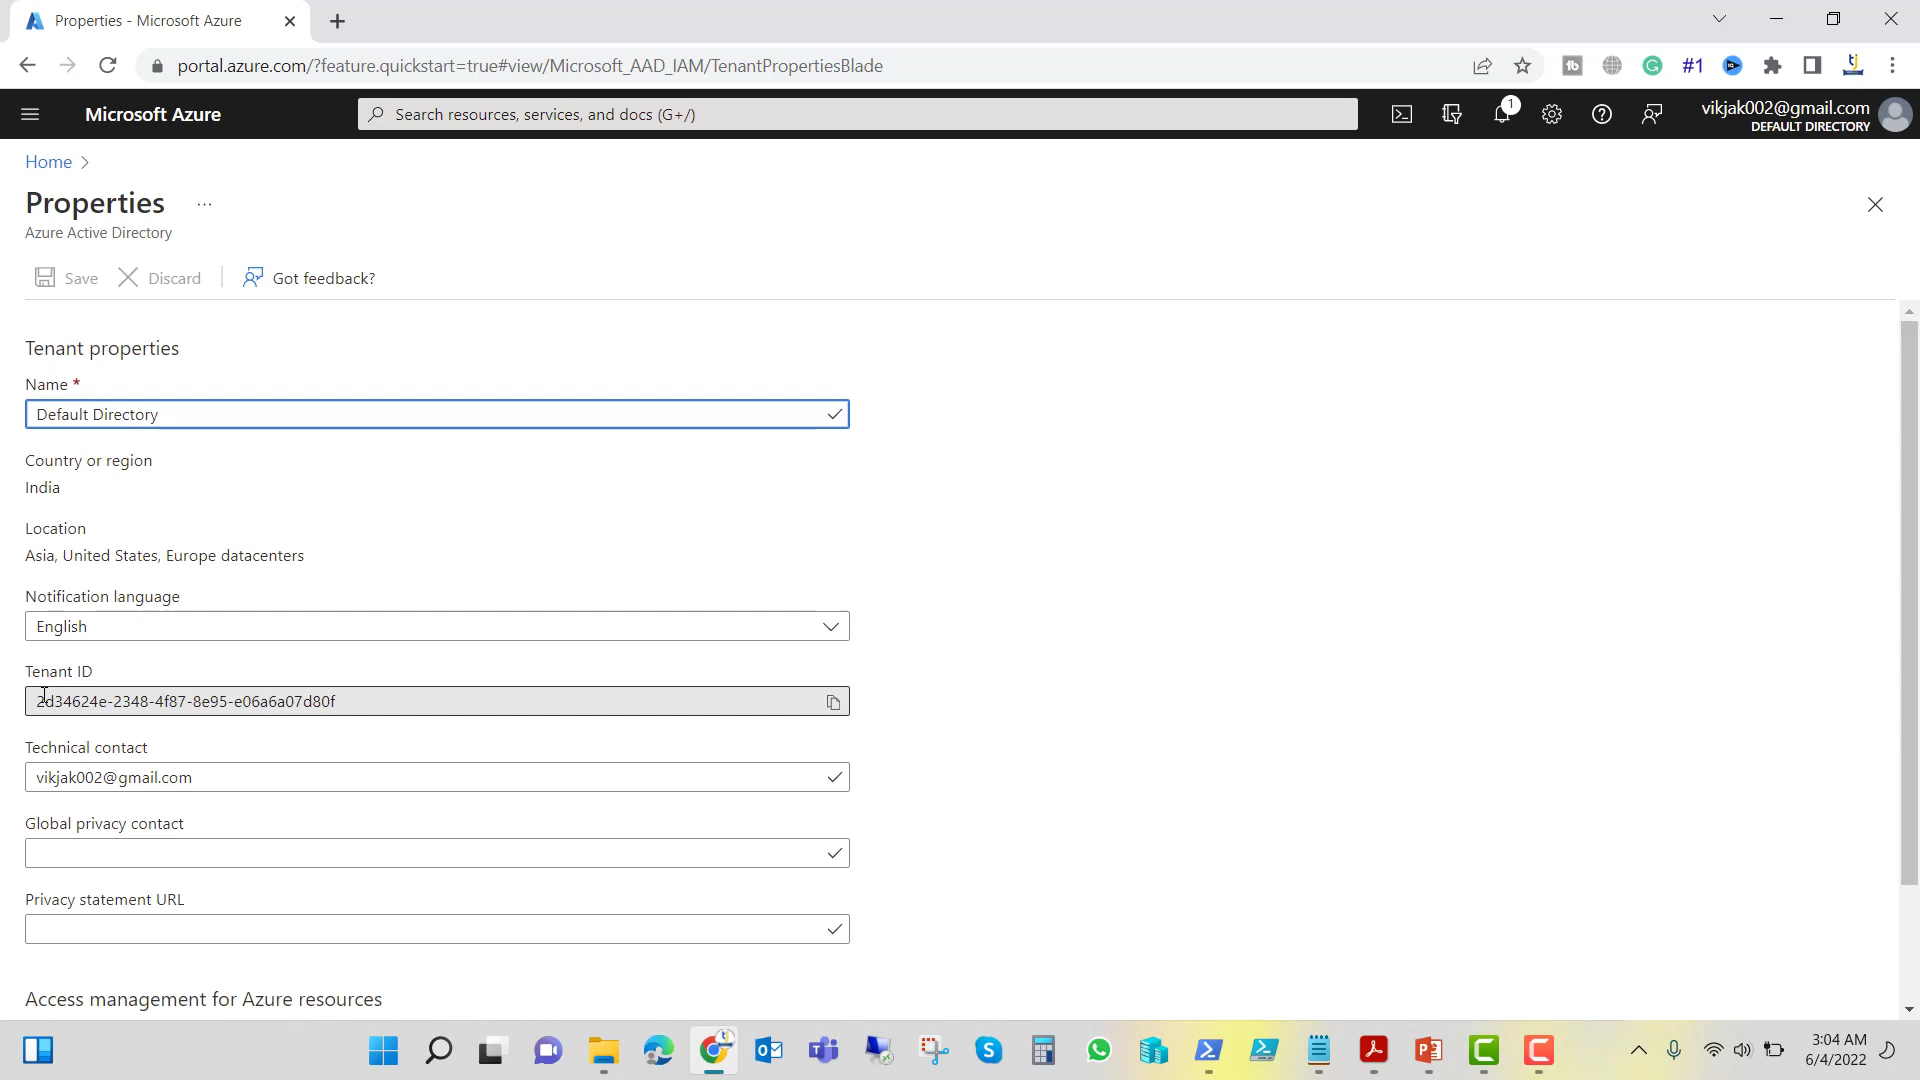 Properties - Microsoft Azure
portal.azure.com/?feature.quickstart=true#view/Microsoft_AAD_IAM/TenantPropertiesBlade
#1
Microsoft Azure
Search resources, services, and docs (G+/)
1
vikjak002@gmail.com
DEFAULT DIRECTORY
Home
Properties
...
Azure Active Directory
Save
Discard
Got feedback?
Tenant properties
Name *
Default Directory
Country or region
India
Location
Asia, United States, Europe datacenters
Notification language
English
Tenant ID
2d34624e-2348-4f87-8e95-e06a6a07d80f
Technical contact
vikjak002@gmail.com
Global privacy contact
Privacy statement URL
Access management for Azure resources
3:04 AM
6/4/2022